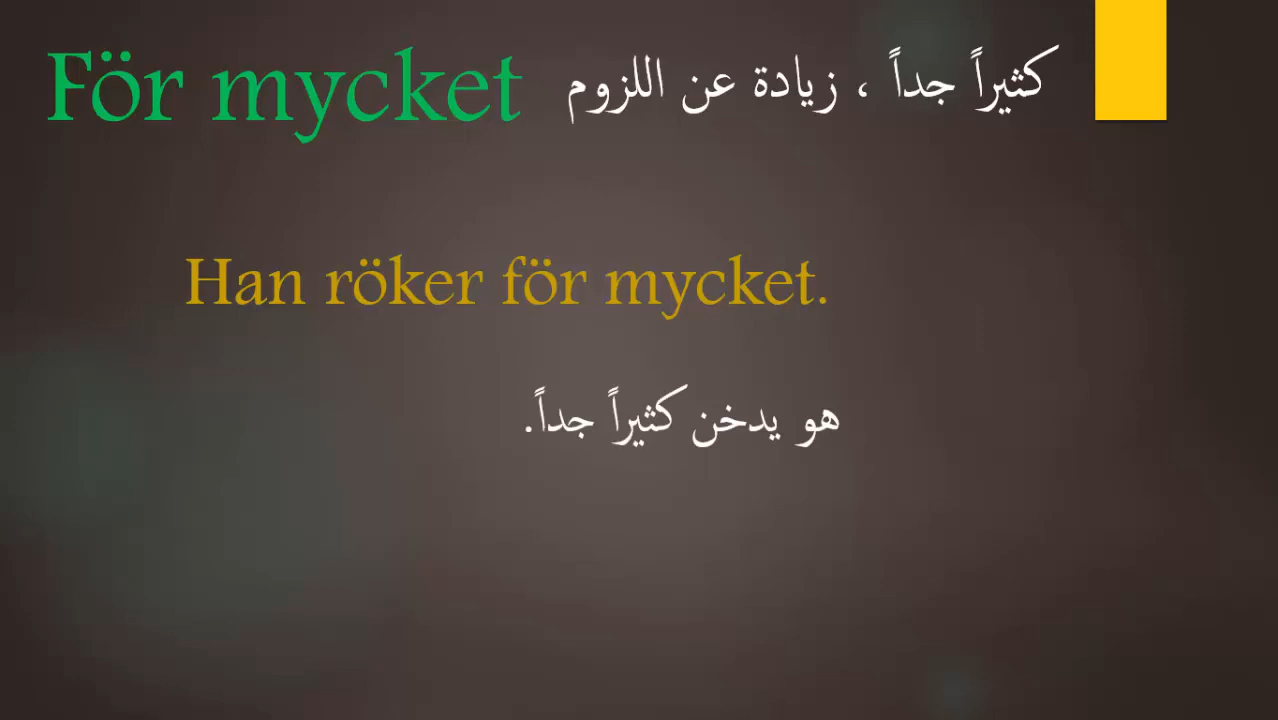 För mycket كثيراً جداً ، زيادة عن اللزوم
Han röker för mycket.
هو يدخن كثيراً جداً.